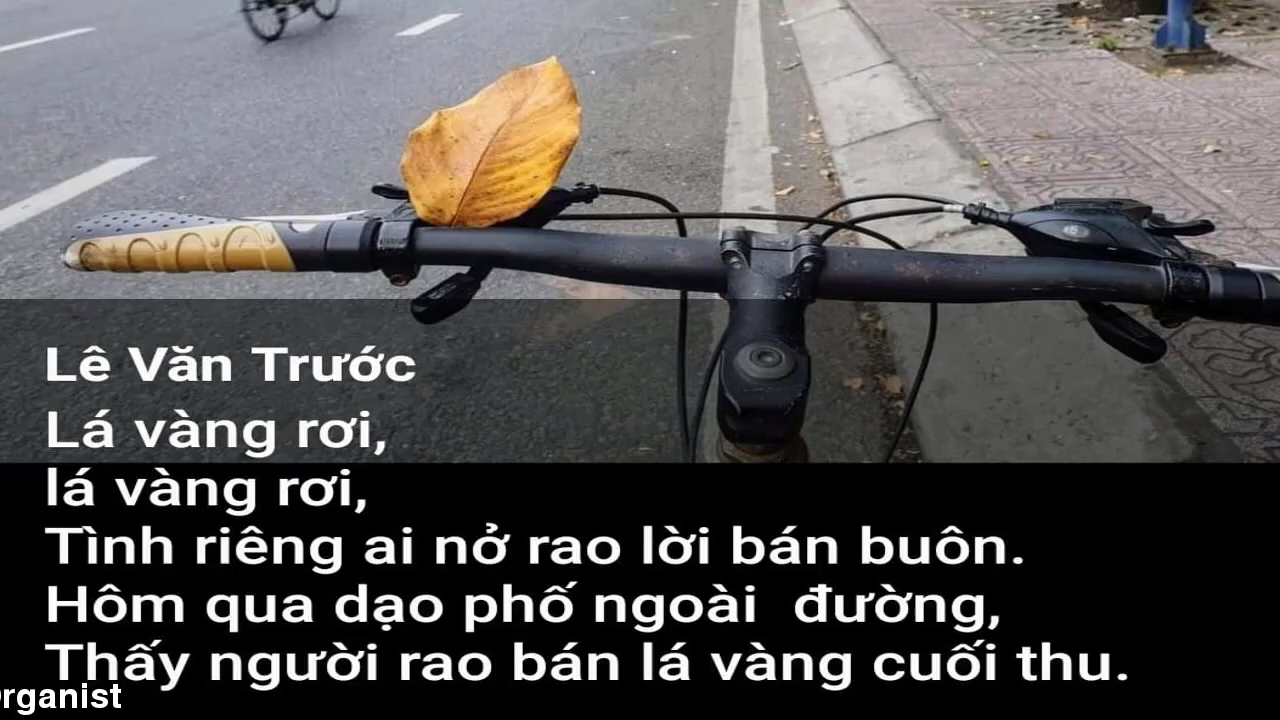 Lê Văn Trước
Lá vàng rơi,
lá vàng rơi,
Tình riêng ai nở rao lời bán buôn.
Hôm qua dạo phố ngoài đường,
Thấy người rao bán lá vàng cuối thu.
Organist